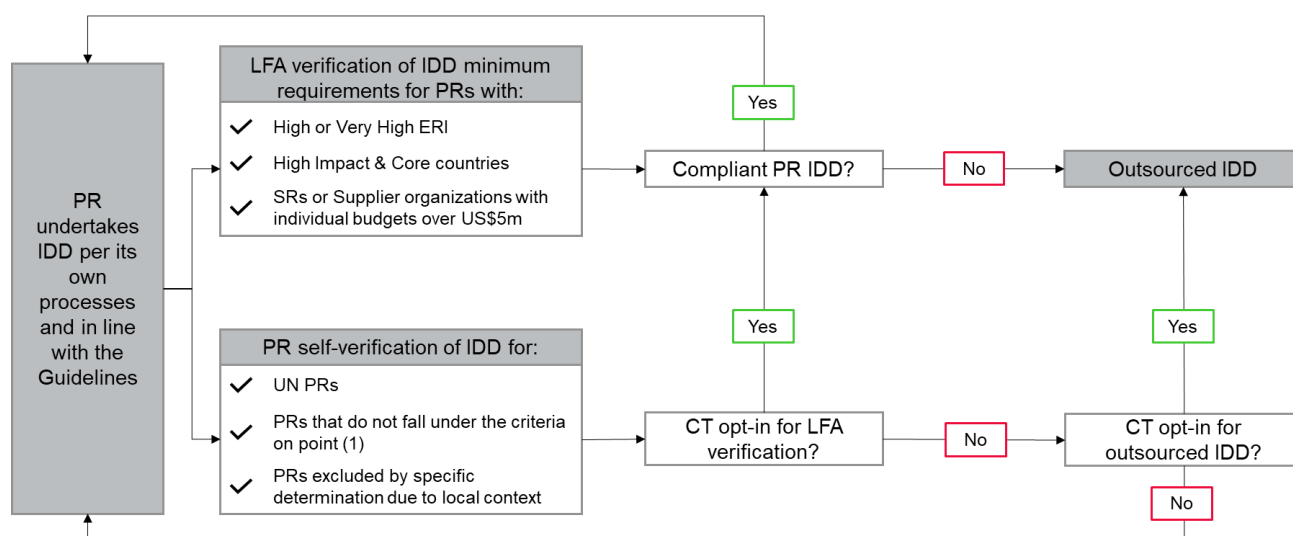 PR
undertakes
IDD per its
own
processes
and in line
with the
Guidelines
LFA verification of IDD minimum
requirements for PRs with:
High or Very High ERI
High Impact & Core countries
SRs or Supplier organizations with
individual budgets over US$5m
PR self-verification of IDD for:
UN PRs
PRs that do not fall under the criteria
on point (1)
PRs excluded by specific
determination due to local context
Yes
Compliant PR IDD?
No
Outsourced IDD
Yes
Yes
CT opt-in for LFA
verification?
No
CT opt-in for
outsourced IDD?
No